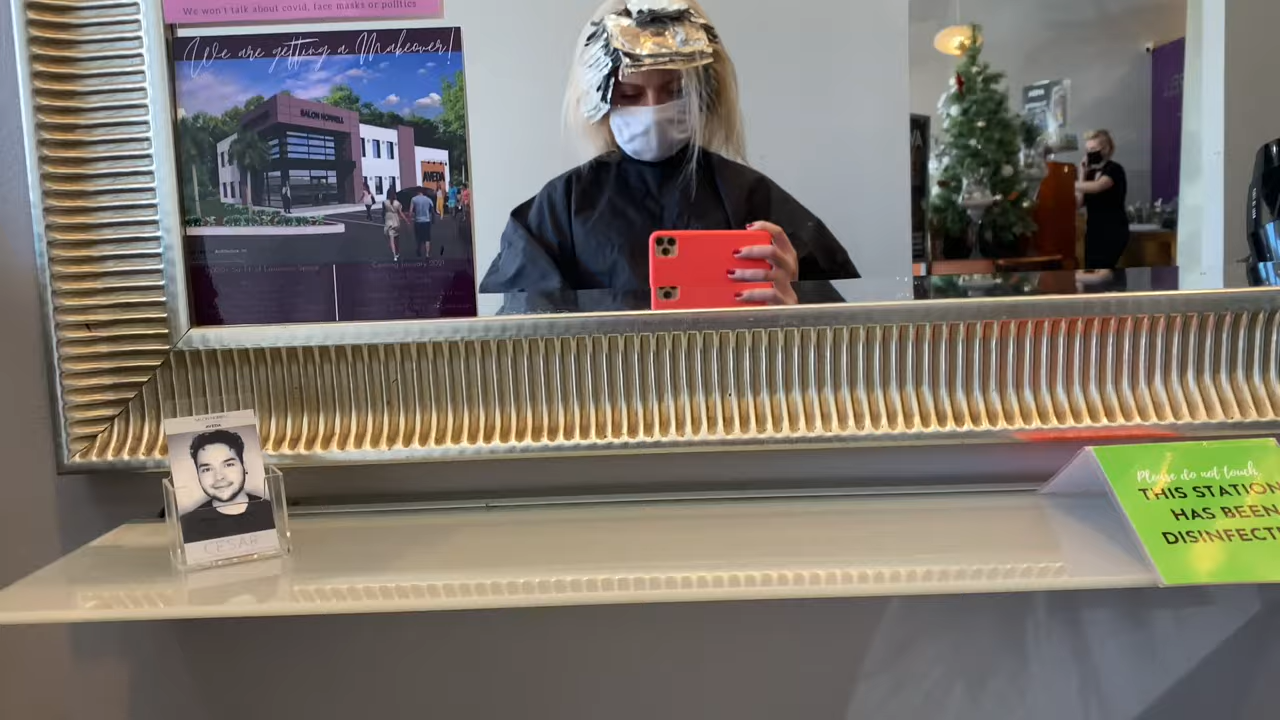 We won't talk about covid, face masks or politics
We are getting a Makeover!
SALON NORRELL
AVEDA
Coming January 2021
AVEDA
CESAR
Please do not touch
THIS STATION
HAS BEEN
DISINFECT